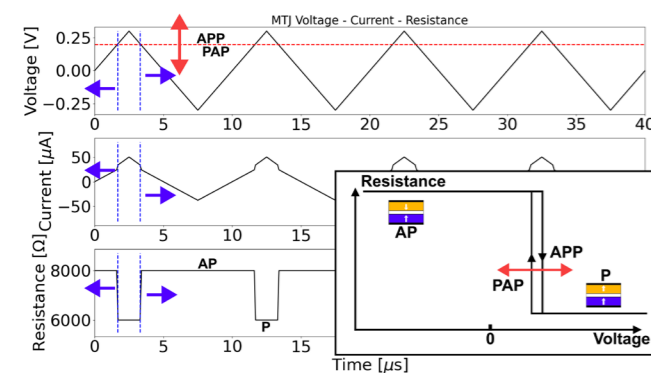 MTJ Voltage - Current - Resistance
Voltage [V]
0.25
0.00
−0.25
APP
PAP
0 5 10 15 20 25 30 35 40
Current [μA]
50
0
−50
0 5 10 15
Resistance [Ω]
8000
6000
AP
P
0 5 10 15
Time [μs]
Resistance
AP
APP
PAP
P
0
Voltage